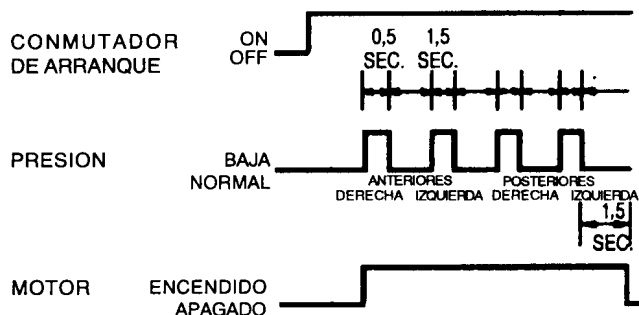 CONMUTADOR
DE ARRANQUE
ON
OFF
0,5
SEC.
1,5
SEC.
PRESION
BAJA
NORMAL
ANTERIORES
DERECHA IZQUIERDA
POSTERIORES
DERECHA IZQUIERDA
1,5
SEC.
MOTOR
ENCENDIDO
APAGADO